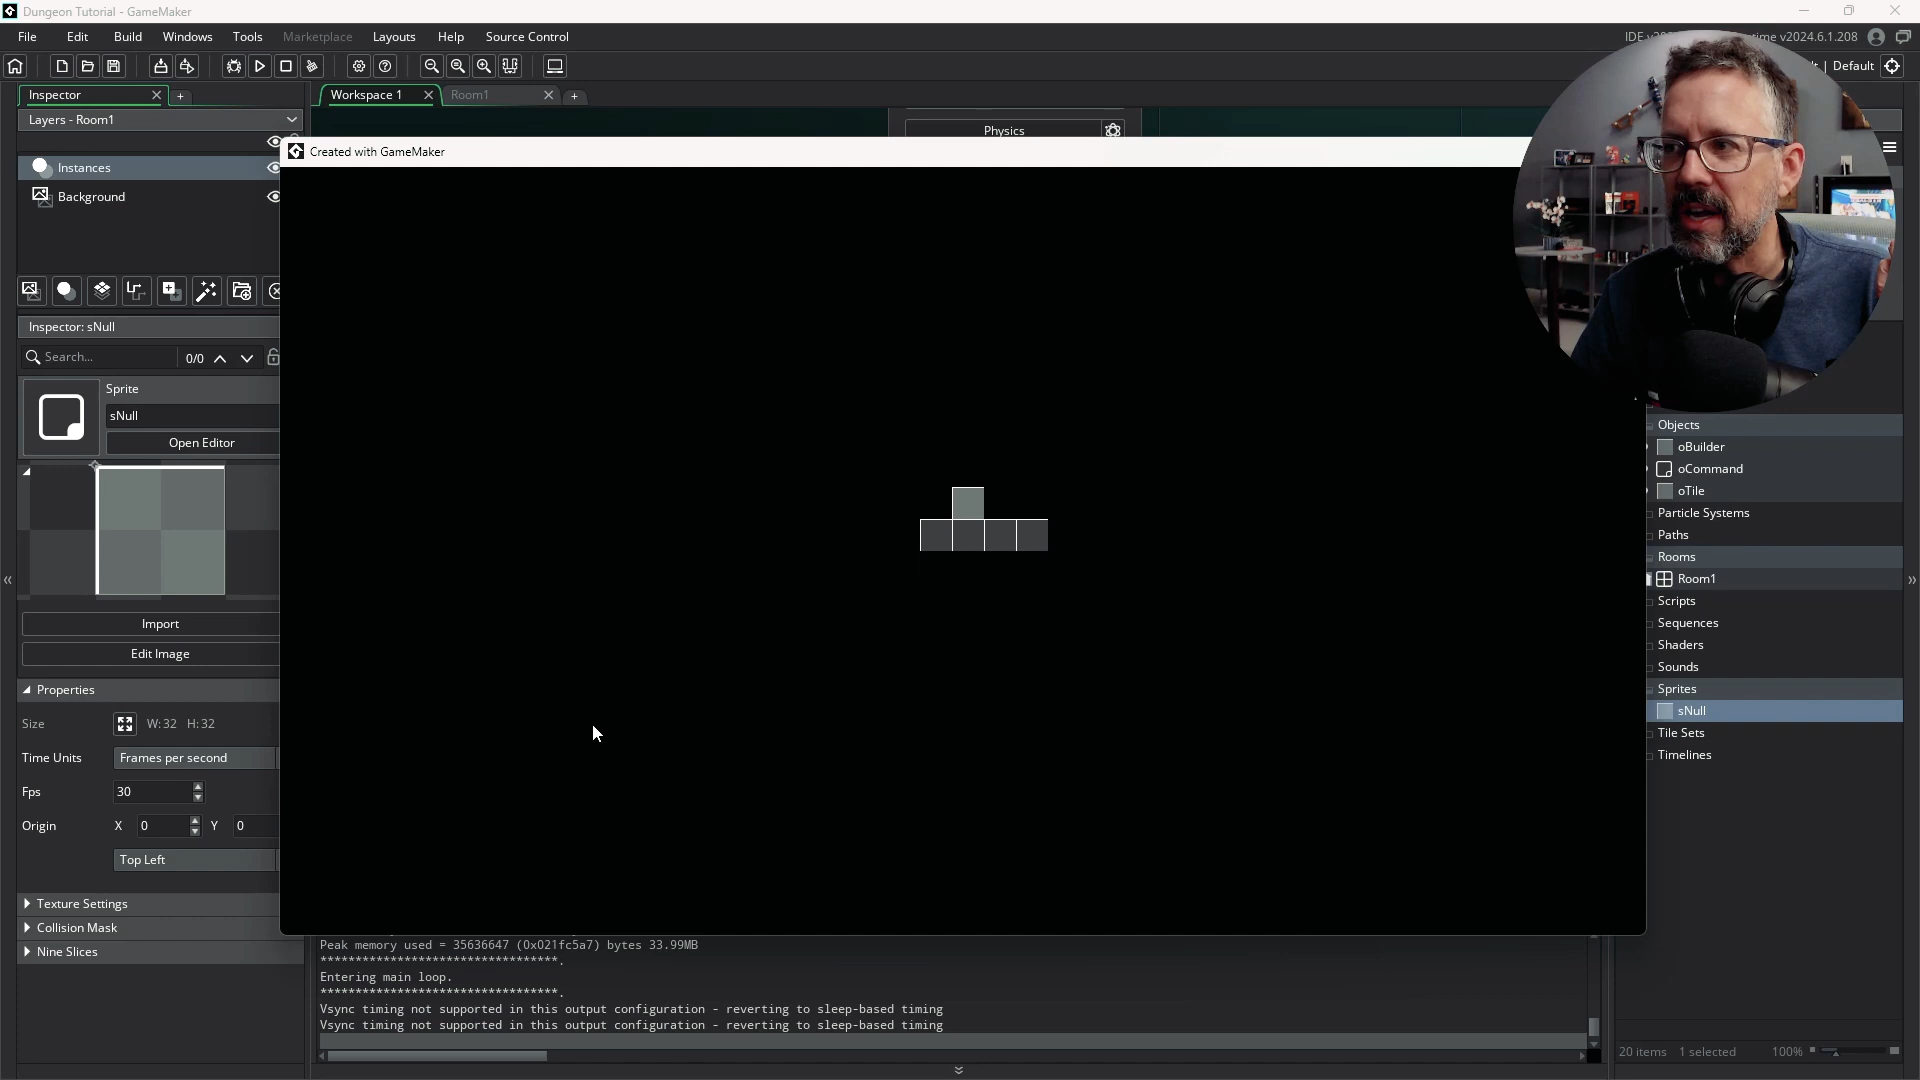 Dungeon Tutorial - GameMaker
File Edit Build Windows Tools Marketplace Layouts Help Source Control
v2024.6.1.208
| Default
Inspector
Workspace 1
Room1
Layers - Room1
Physics
Created with GameMaker
Instances
Background
Inspector: sNull
Search...
0/0
Sprite
sNull
Open Editor
Import
Edit Image
Properties
Size W: 32 H: 32
Time Units Frames per second
Fps 30
Origin X 0 Y 0
Top Left
Texture Settings
Collision Mask
Nine Slices
Objects
oBuilder
oCommand
oTile
Particle Systems
Paths
Rooms
Room1
Scripts
Sequences
Shaders
Sounds
Sprites
sNull
Tile Sets
Timelines
Peak memory used = 35636647 (0x021fc5a7) bytes 33.99MB
**********************************.
Entering main loop.
**********************************.
Vsync timing not supported in this output configuration - reverting to sleep-based timing
Vsync timing not supported in this output configuration - reverting to sleep-based timing
20 items 1 selected 100%